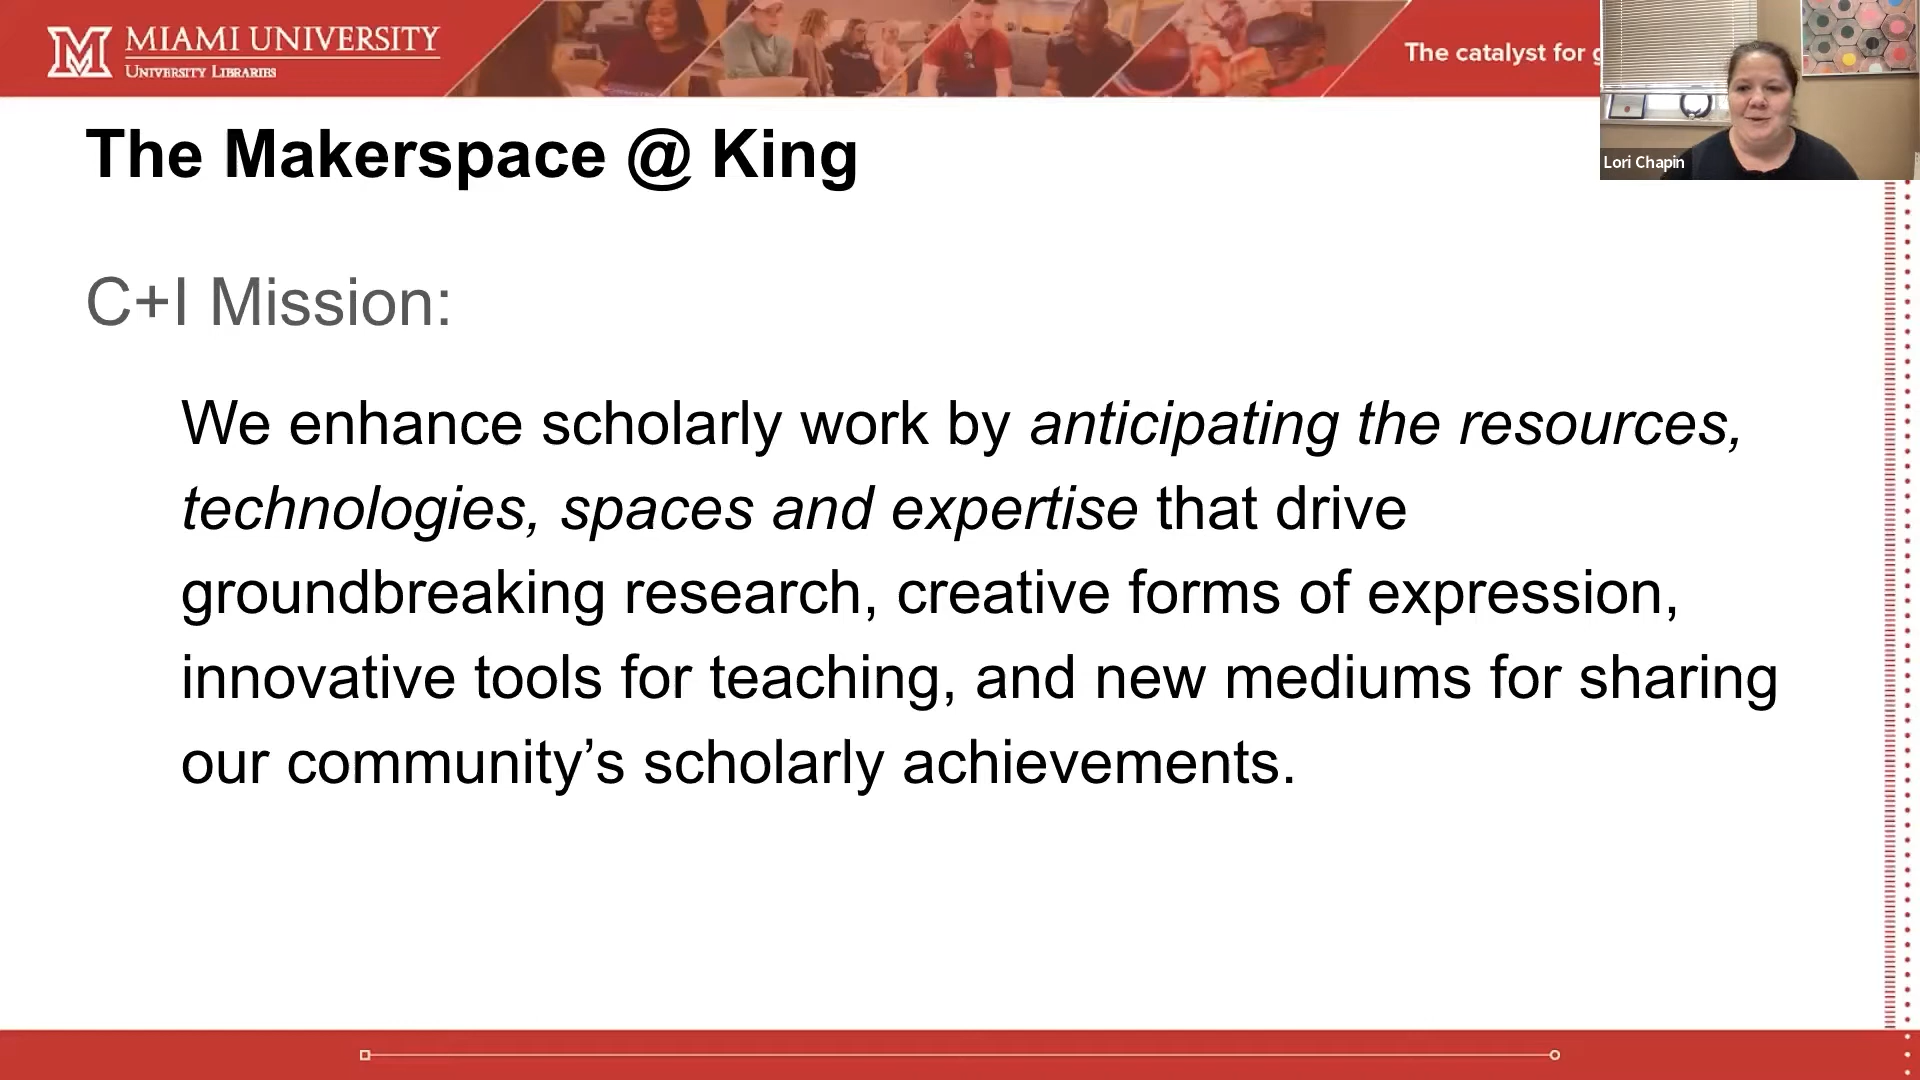 MIAMI UNIVERSITY
UNIVERSITY LIBRARIES
The catalyst for
Lori Chapin
The Makerspace @ King
C+I Mission:
We enhance scholarly work by anticipating the resources,
technologies, spaces and expertise that drive
groundbreaking research, creative forms of expression,
innovative tools for teaching, and new mediums for sharing
our community’s scholarly achievements.